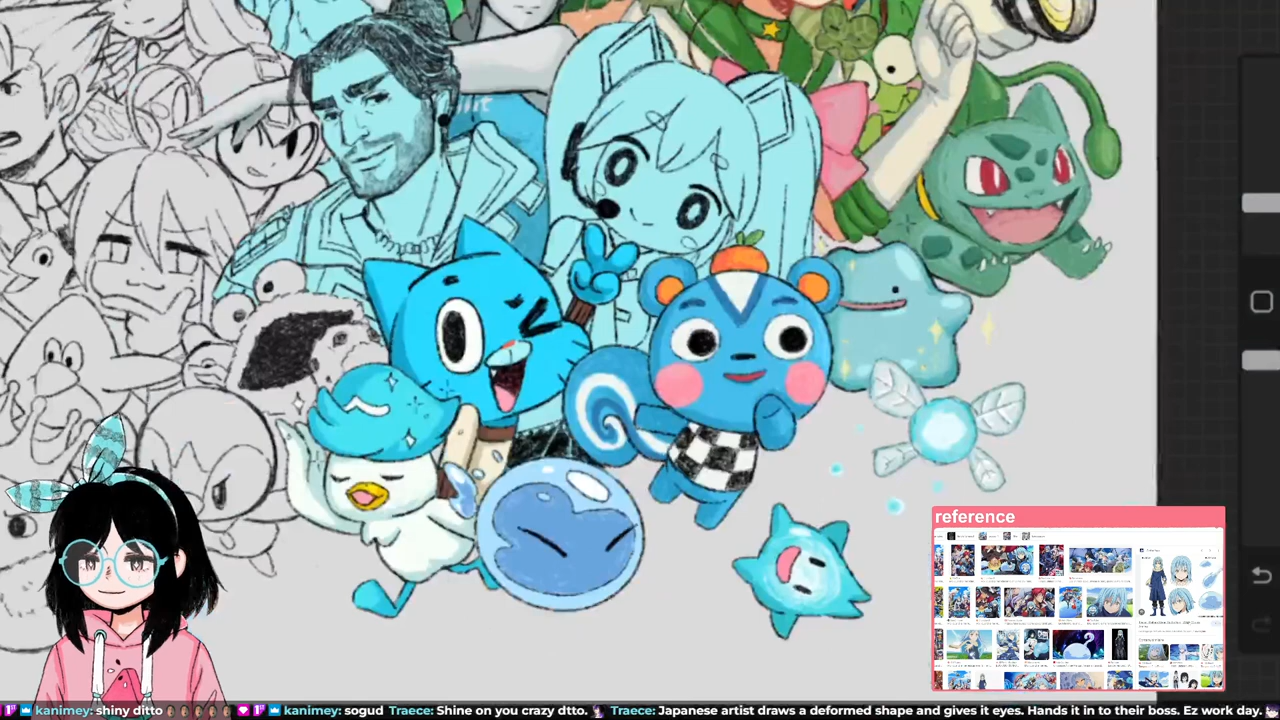 reference
kanimey: shiny ditto kanimey: sogud Traece: Shine on you crazy dtto. Traece: Japanese artist draws a deformed shape and gives it eyes. Hands it in to their boss. Ez work day.